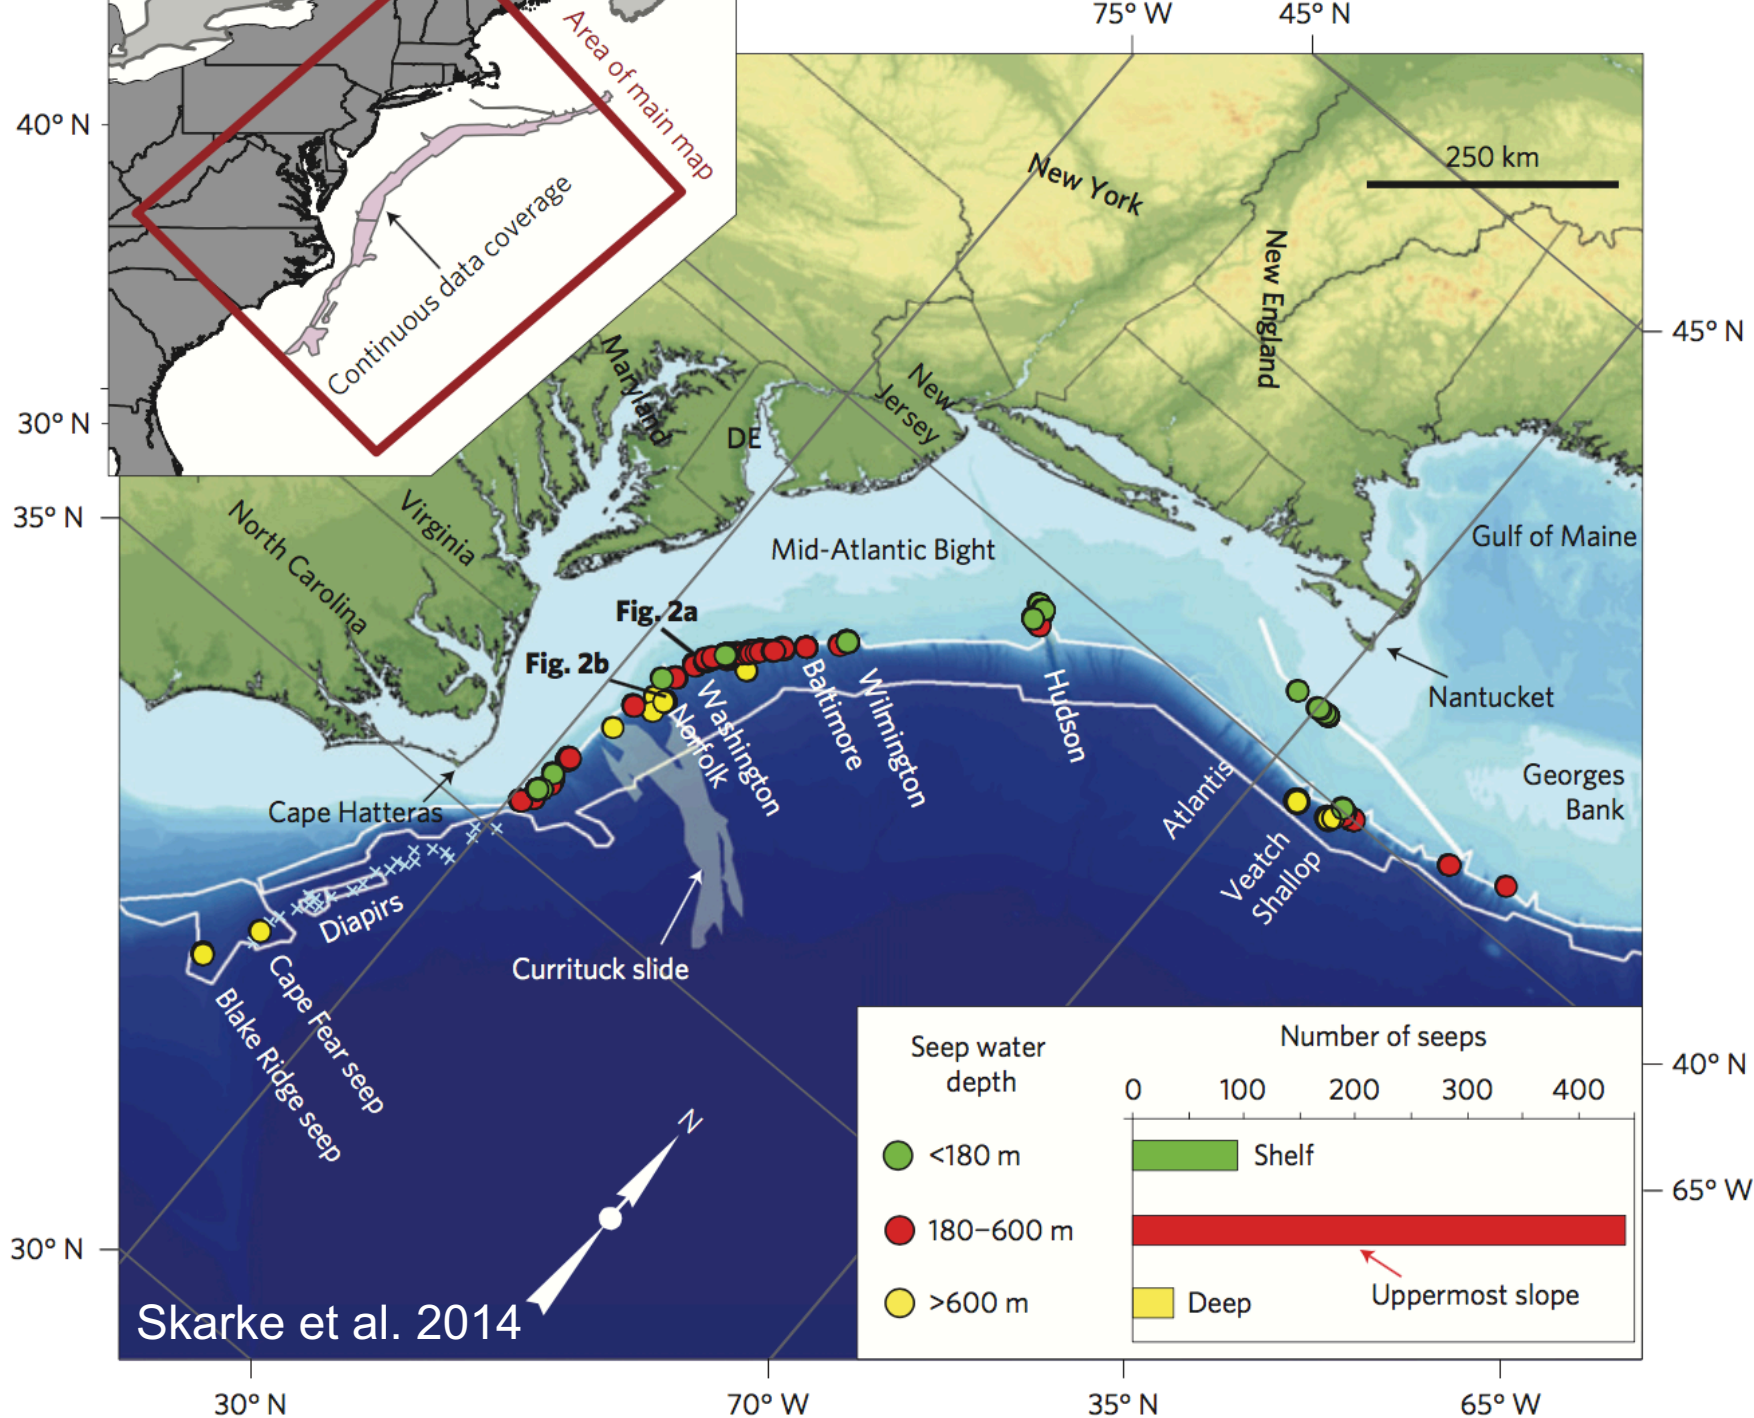 75° W
45° N
Area of main map
40° N
Continuous data coverage
30° N
250 km
New York
New England
45° N
Maryland
DE
New
Jersey
35° N
North Carolina
Virginia
Mid-Atlantic Bight
Gulf of Maine
Fig. 2a
Fig. 2b
Nantucket
Washington
Norfolk
Baltimore
Wilmington
Hudson
Cape Hatteras
Atlantis
Georges
Bank
Veatch
Shallop
Diapirs
Currituck slide
Cape Fear seep
Blake Ridge seep
N
Seep water
depth
Number of seeps
0 100 200 300 400
40° N
<180 m
Shelf
65° W
180–600 m
Uppermost slope
>600 m
Deep
30° N
Skarke et al. 2014
30° N
70° W
35° N
65° W